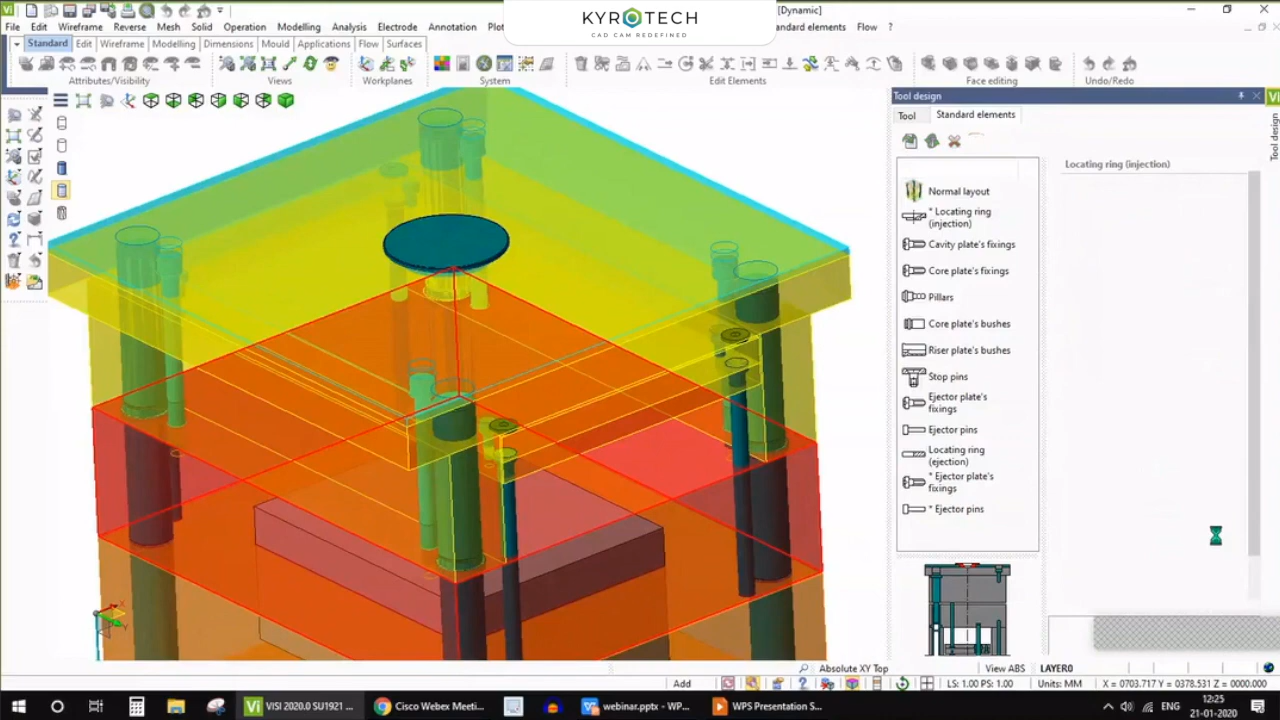 Vi
KYROTECH
CAD CAM REDEFINED
[Dynamic]
File Edit Wireframe Reverse Mesh Solid Operation Modelling Analysis Electrode Annotation Plot
andard elements Flow ?
Standard Edit Wireframe Modelling Dimensions Mould Applications Flow Surfaces
Attributes/Visibility Views Workplanes System Edit Elements Face editing Undo/Redo
Tool design
Vi
Tool Standard elements
Tool design
Locating ring (injection)
Normal layout
* Locating ring
(injection)
Cavity plate's fixings
Core plate's fixings
Pillars
Core plate's bushes
Riser plate's bushes
Stop pins
Ejector plate's
fixings
Ejector pins
Locating ring
(ejection)
* Ejector plate's
fixings
* Ejector pins
Absolute XY Top View ABS LAYER0
Add LS: 1.00 PS: 1.00 Units: MM X = 0703.717 Y = 0378.531 Z = 0000.000
Vi VISI 2020.0 SU1921 Cisco Webex Meeti... webinar.pptx - WP... WPS Presentation S...
ENG
12:25
21-01-2020